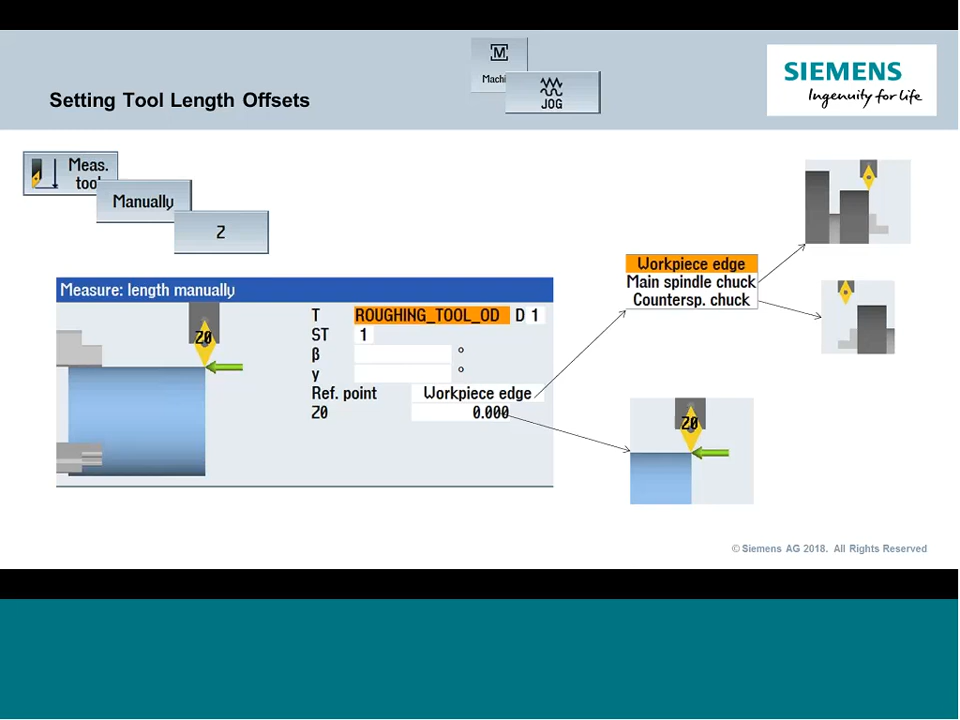 Machi
JOG
SIEMENS
Ingenuity for life
Setting Tool Length Offsets
Meas.
tool
Manually
Z
Measure: length manually
Z0
T ROUGHING_TOOL_OD D 1
ST 1
β °
γ °
Ref. point Workpiece edge
Z0 0.000
Workpiece edge
Main spindle chuck
Countersp. chuck
Z0
© Siemens AG 2018. All Rights Reserved